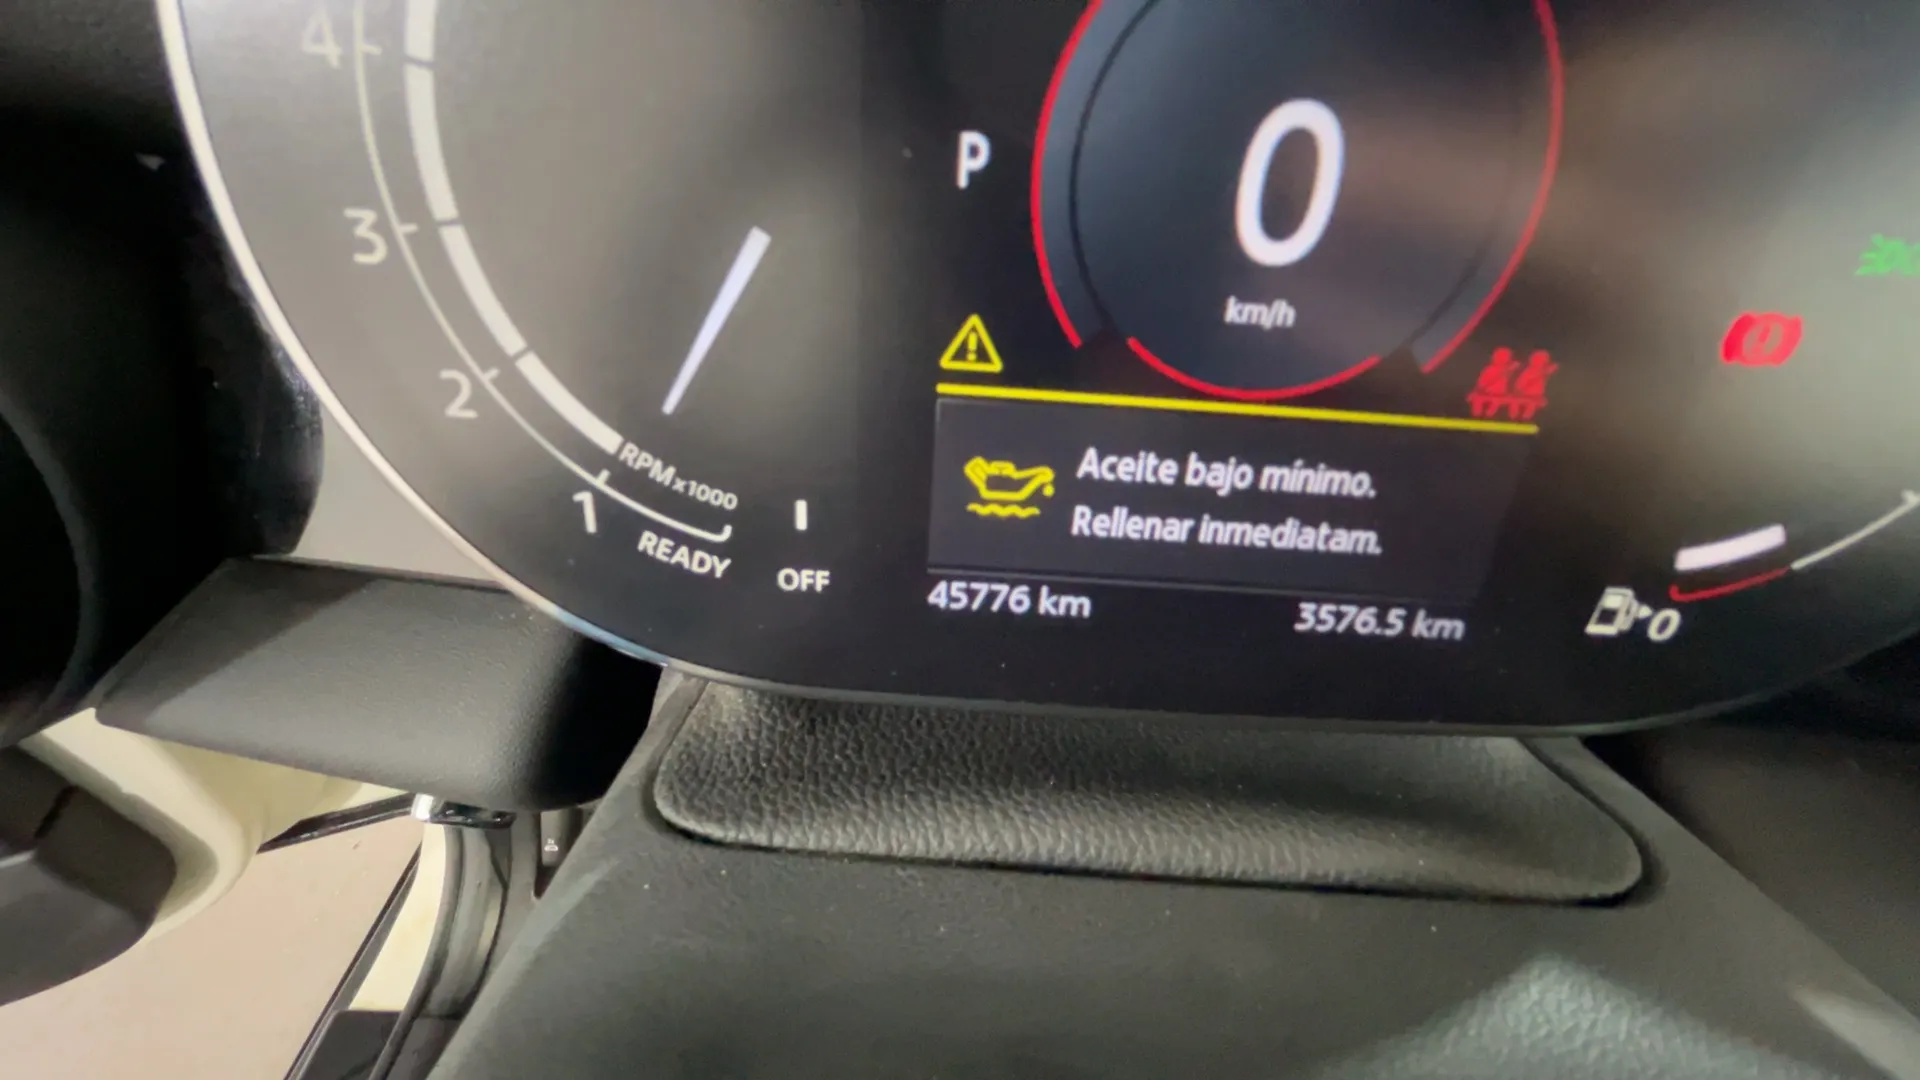 4
3
2
1
RPM x1000
READY
OFF
P
0
km/h
Aceite bajo mínimo.
Rellenar inmediatam.
45776 km
3576.5 km
0